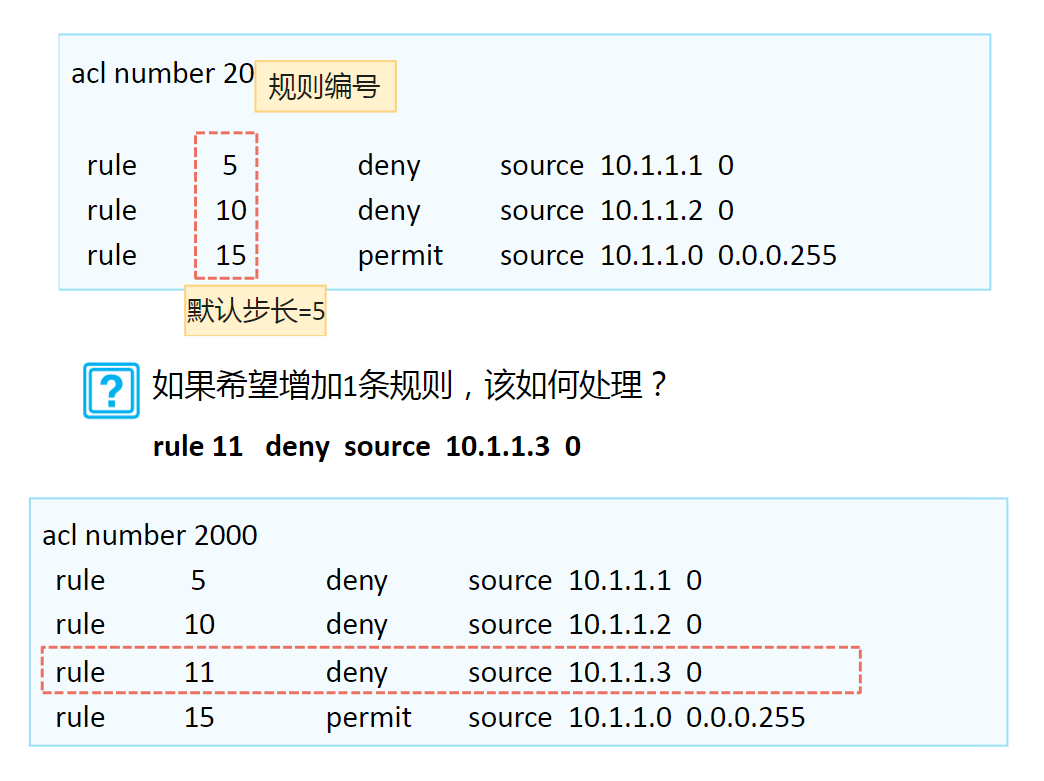 acl number 20
规则编号
rule 5 deny source 10.1.1.1 0
rule 10 deny source 10.1.1.2 0
rule 15 permit source 10.1.1.0 0.0.0.255
默认步长=5
? 如果希望增加1条规则，该如何处理？
rule 11 deny source 10.1.1.3 0
acl number 2000
rule 5 deny source 10.1.1.1 0
rule 10 deny source 10.1.1.2 0
rule 11 deny source 10.1.1.3 0
rule 15 permit source 10.1.1.0 0.0.0.255